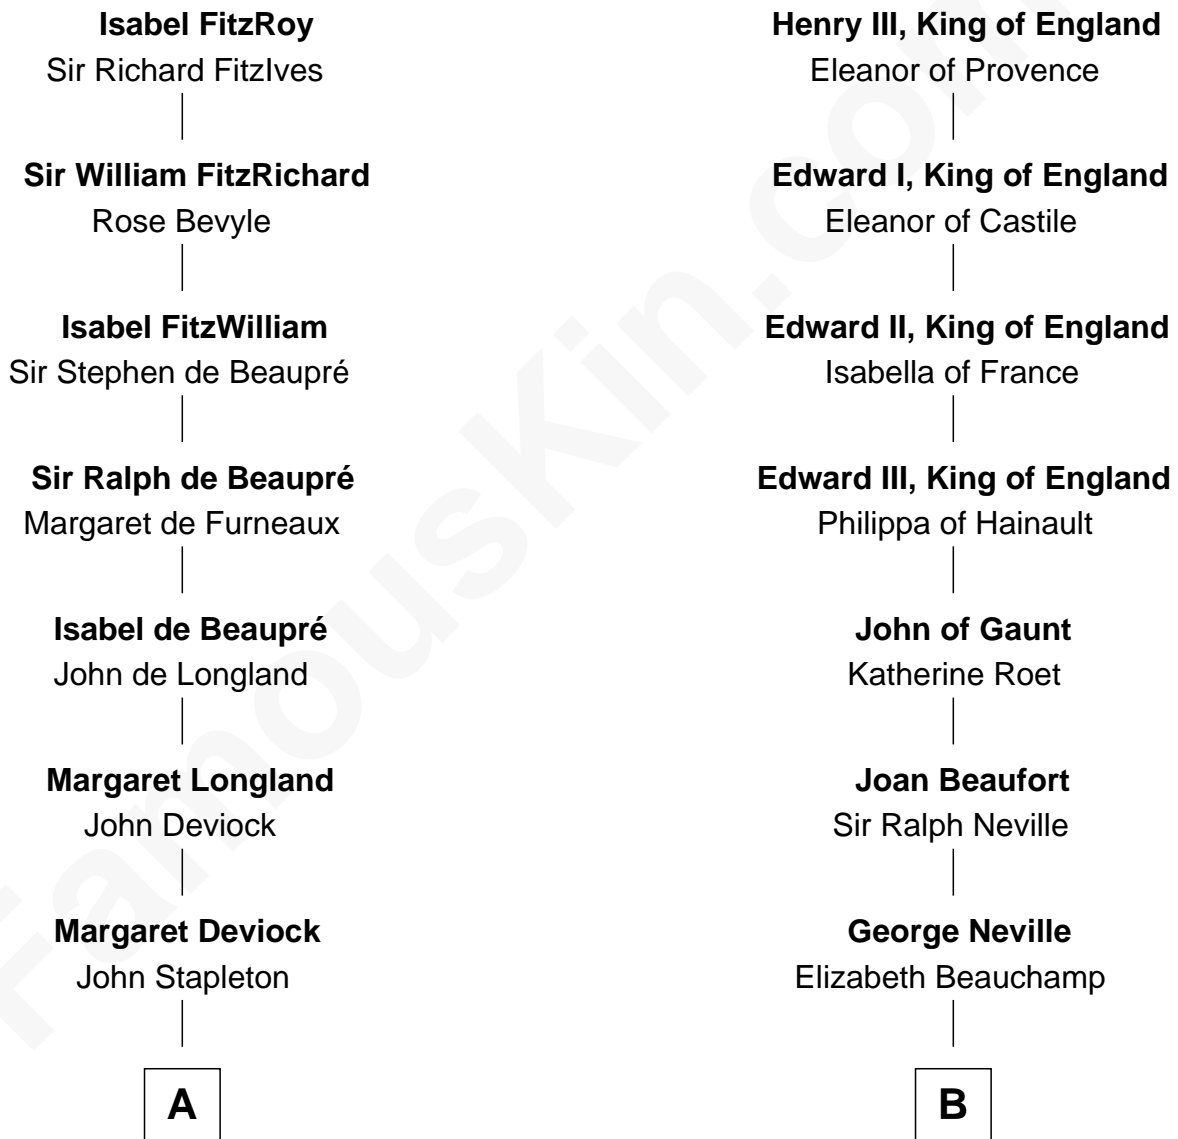 Isabel FitzRoy
Sir Richard FitzIves
Sir William FitzRichard
Rose Bevyle
Isabel FitzWilliam
Sir Stephen de Beaupré
Sir Ralph de Beaupré
Margaret de Furneaux
Isabel de Beaupré
John de Longland
Margaret Longland
John Deviock
Margaret Deviock
John Stapleton
A
Henry III, King of England
Eleanor of Provence
Edward I, King of England
Eleanor of Castile
Edward II, King of England
Isabella of France
Edward III, King of England
Philippa of Hainault
John of Gaunt
Katherine Roet
Joan Beaufort
Sir Ralph Neville
George Neville
Elizabeth Beauchamp
B
FamousKin.com